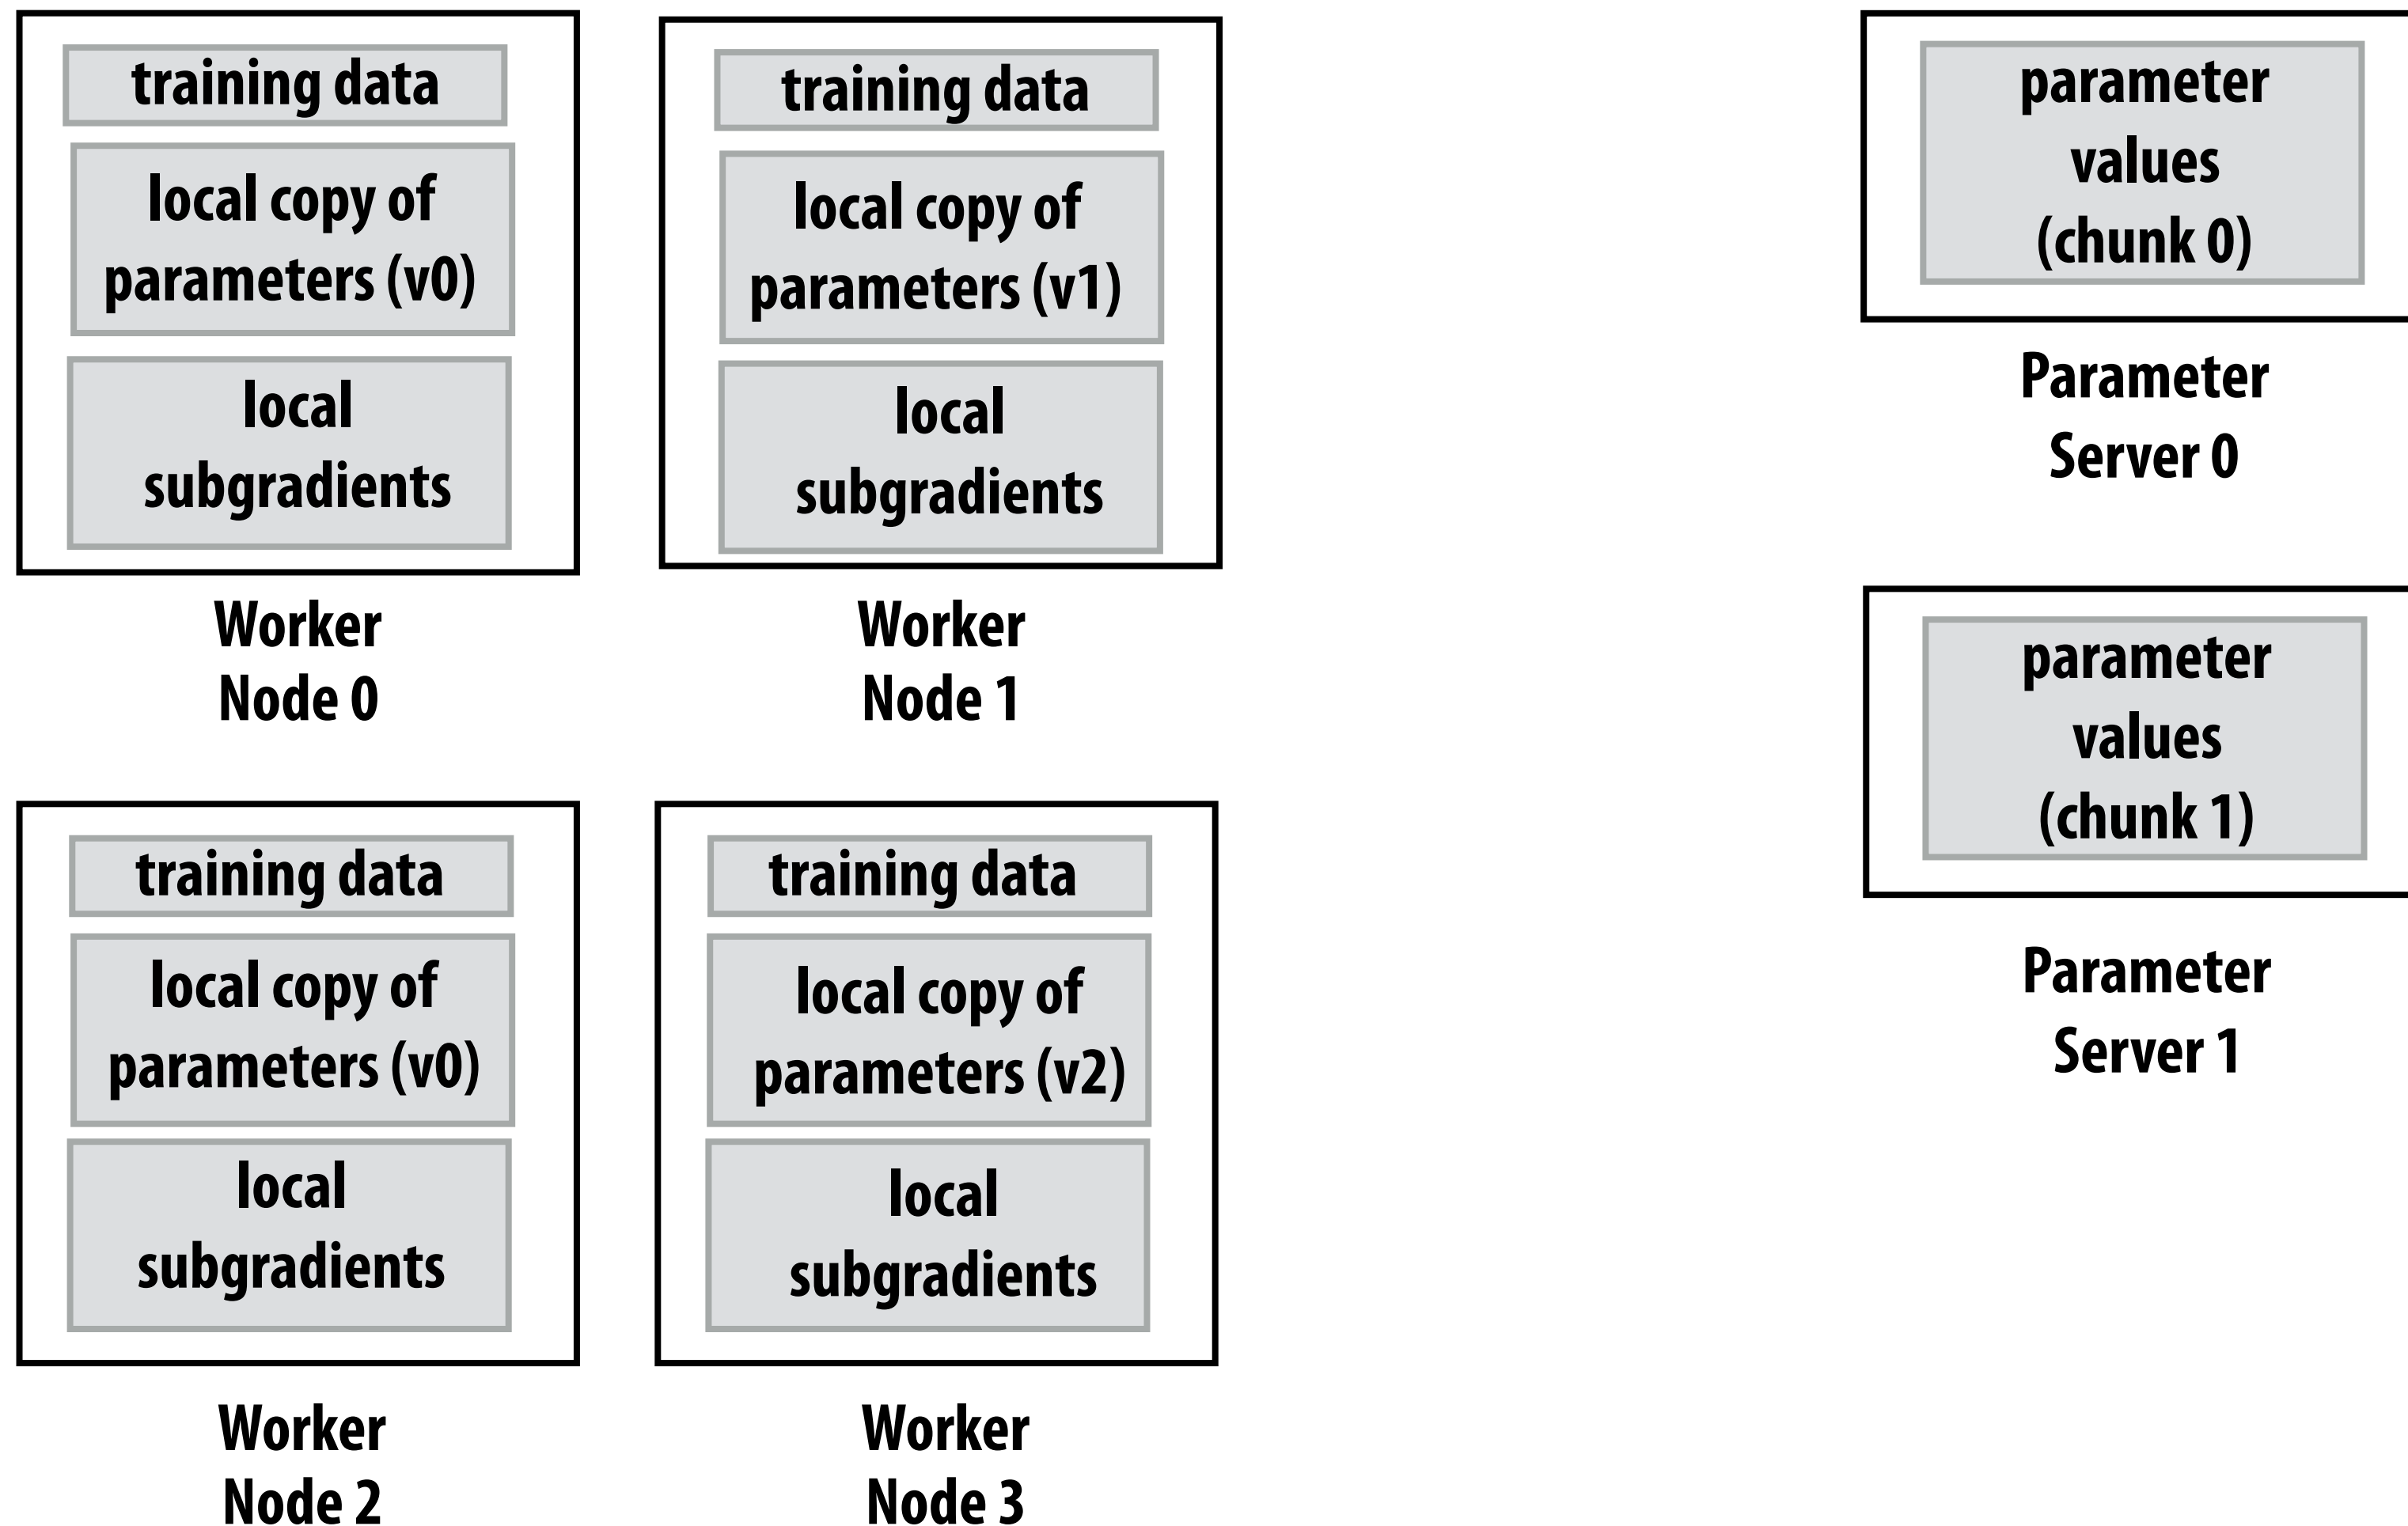 training data
local copy of
parameters (v0)
local
subgradients
Worker
Node 0
training data
local copy of
parameters (v1)
local
subgradients
Worker
Node 1
parameter
values
(chunk 0)
Parameter
Server 0
parameter
values
(chunk 1)
Parameter
Server 1
training data
local copy of
parameters (v0)
local
subgradients
Worker
Node 2
training data
local copy of
parameters (v2)
local
subgradients
Worker
Node 3